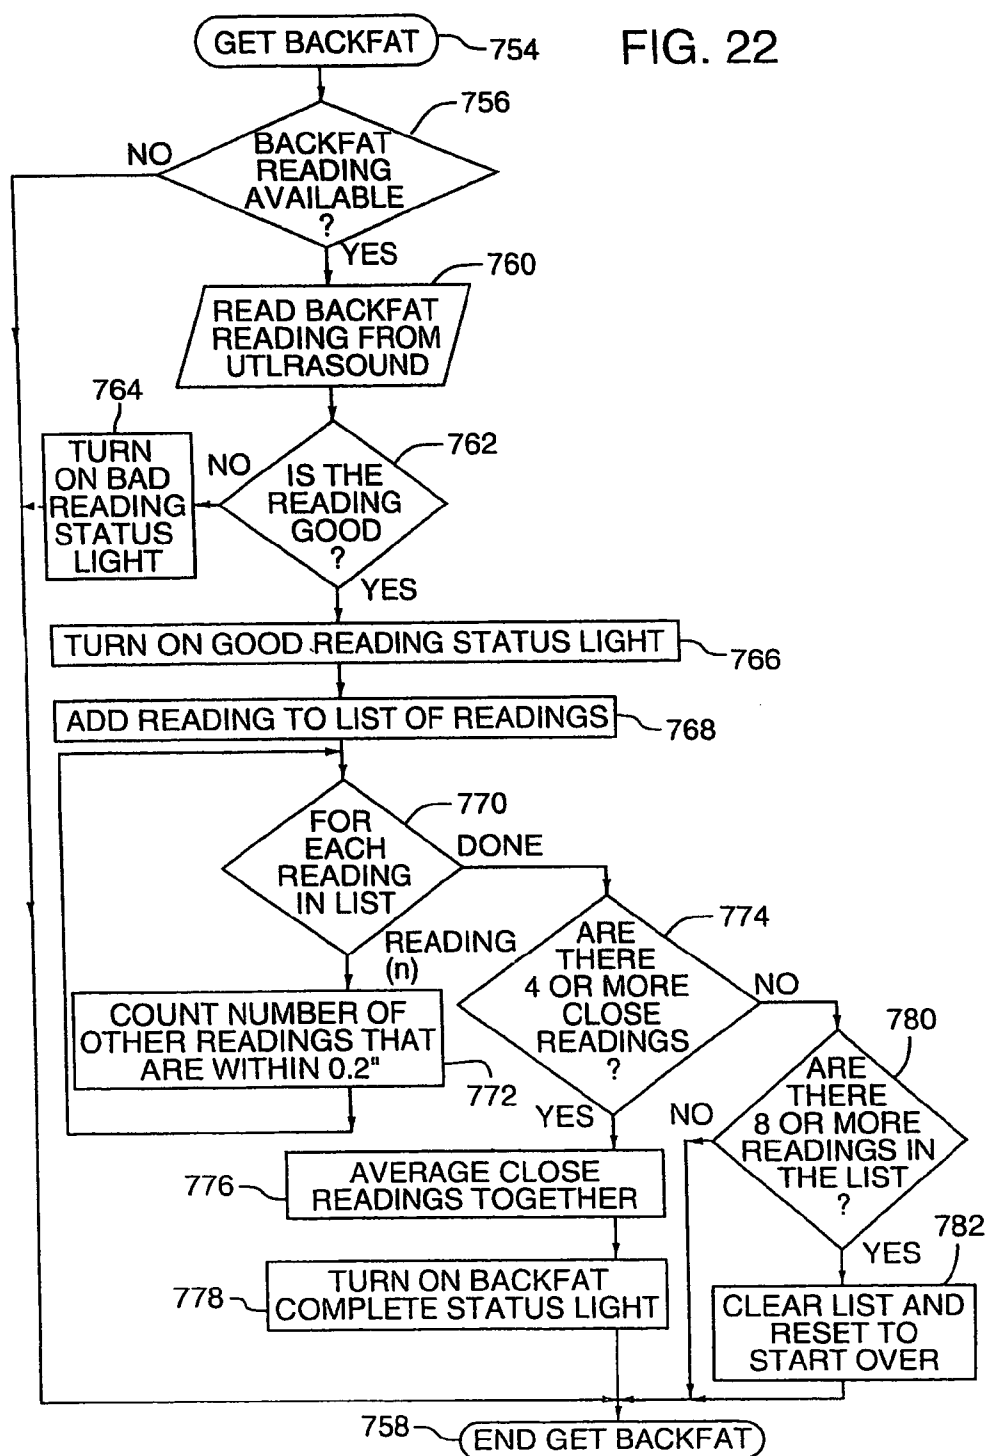 GET BACKFAT
754
FIG. 22
756
BACKFAT
READING
AVAILABLE
?
NO
YES
760
READ BACKFAT
READING FROM
UTLRASOUND
764
TURN
ON BAD
READING
STATUS
LIGHT
NO
762
IS THE
READING
GOOD
?
YES
TURN ON GOOD READING STATUS LIGHT
766
ADD READING TO LIST OF READINGS
768
770
FOR
EACH
READING
IN LIST
DONE
READING
(n)
774
ARE
THERE
4 OR MORE
CLOSE
READINGS
?
NO
COUNT NUMBER OF
OTHER READINGS THAT
ARE WITHIN 0.2"
772
YES
780
ARE
THERE
8 OR MORE
READINGS IN
THE LIST
?
NO
YES
776
AVERAGE CLOSE
READINGS TOGETHER
778
TURN ON BACKFAT
COMPLETE STATUS LIGHT
782
CLEAR LIST AND
RESET TO
START OVER
758
END GET BACKFAT